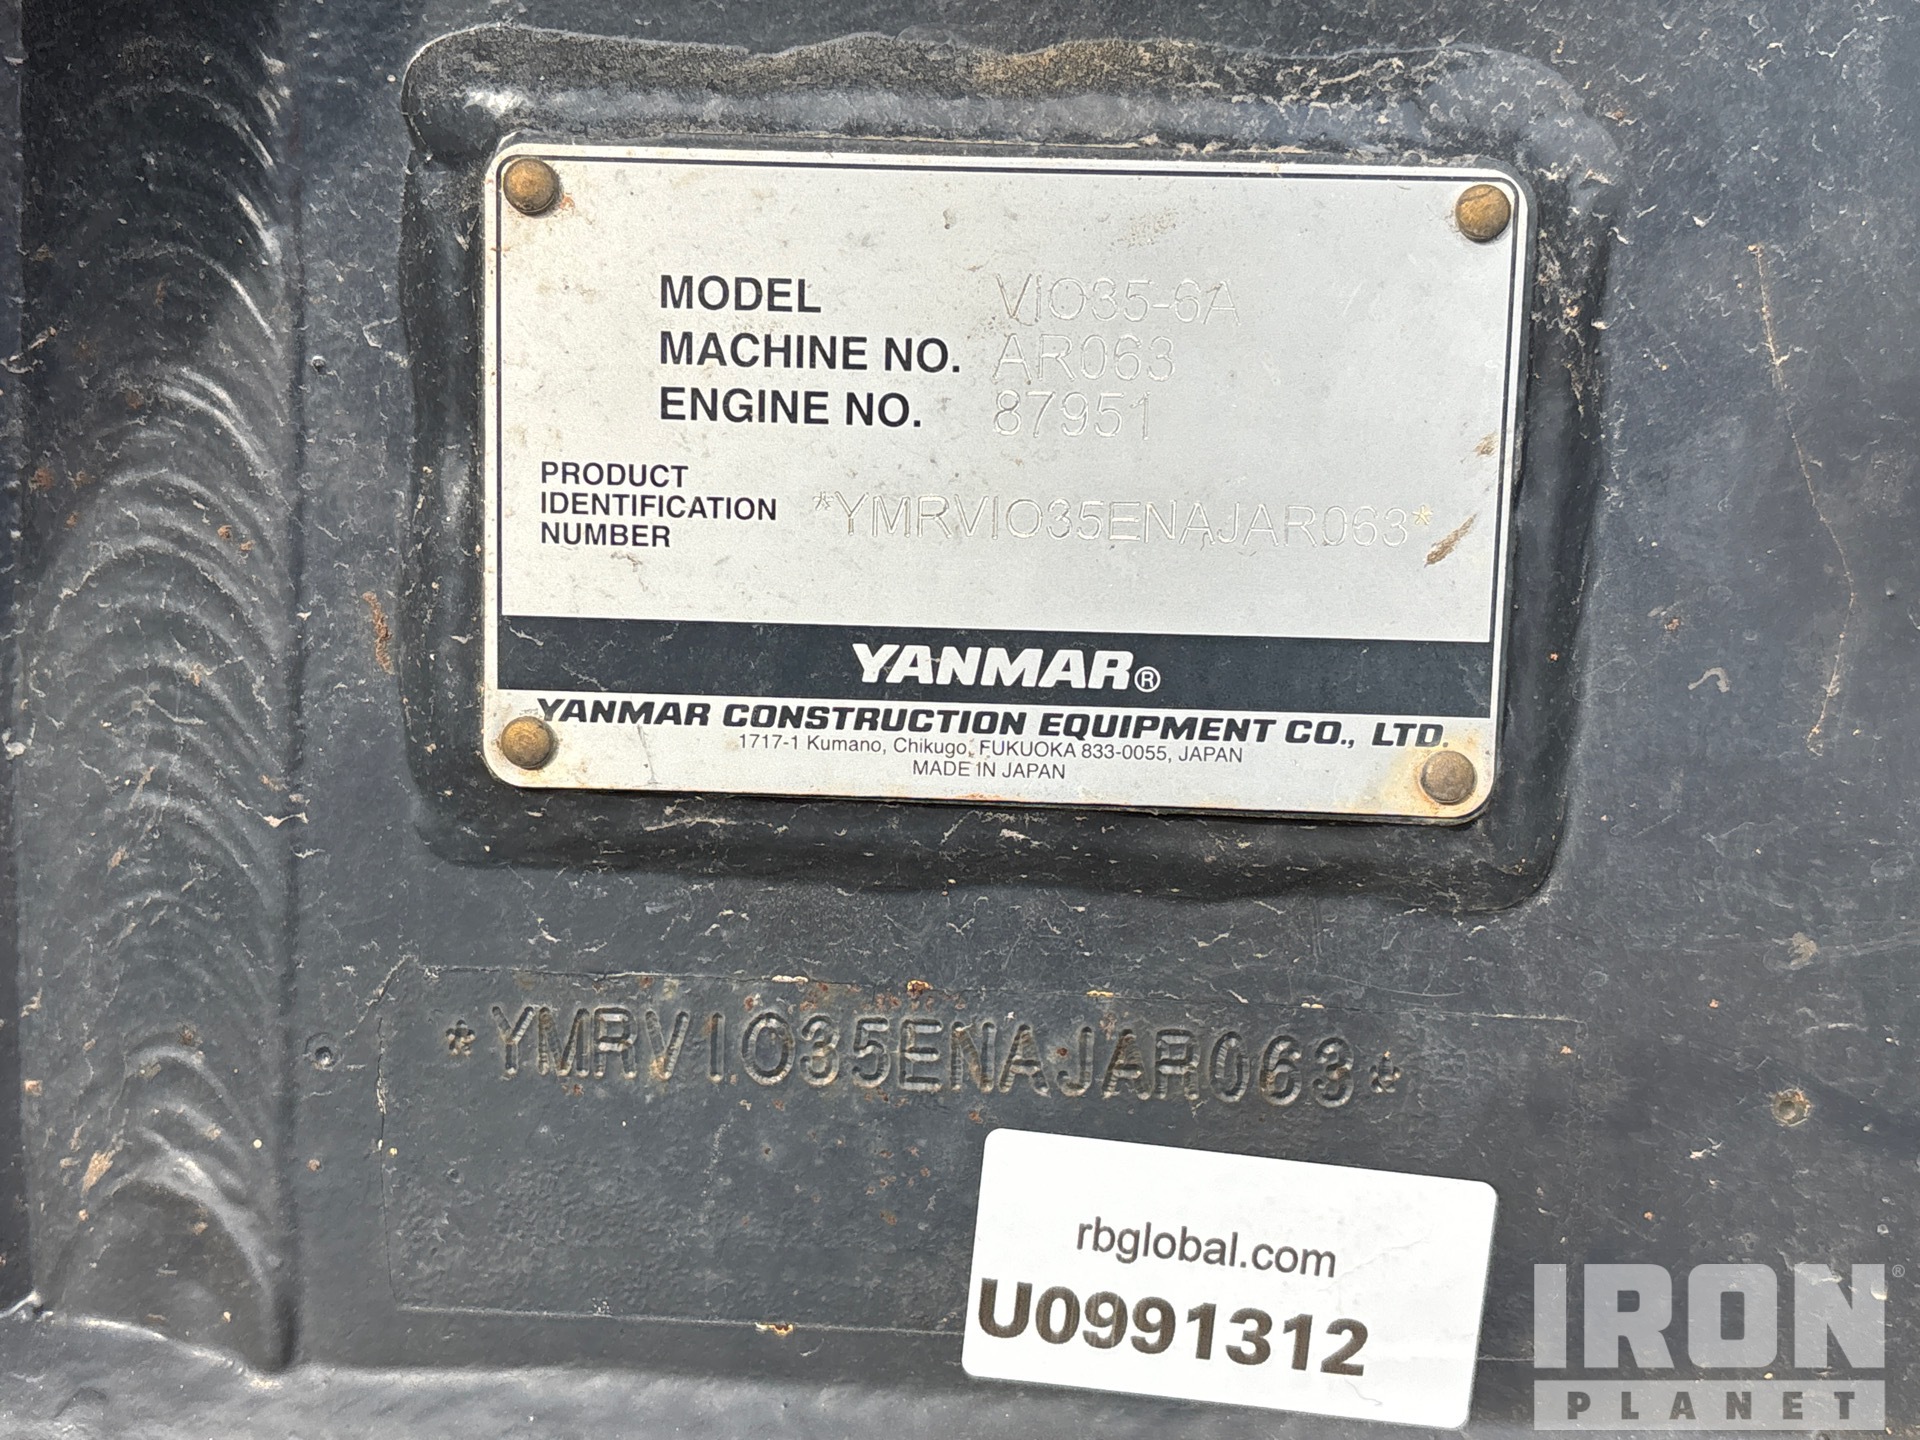 MODEL VIO35-6A
MACHINE NO. AR063
ENGINE NO. 87951
PRODUCT
IDENTIFICATION
NUMBER *YMRVIO35ENAJAR063*
YANMAR®
YANMAR CONSTRUCTION EQUIPMENT CO., LTD.
1717-1 Kumano, Chikugo, FUKUOKA 833-0055, JAPAN
MADE IN JAPAN
*YMRVIO35ENAJAR063*
rbglobal.com
U0991312
IRON®
PLANET